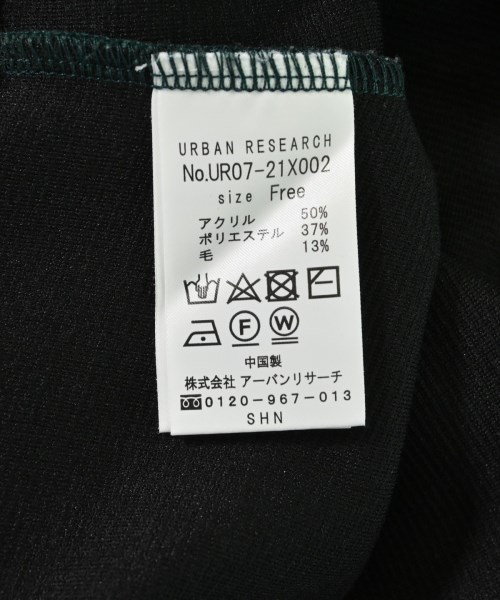 URBAN RESEARCH
No.UR07-21X002
size Free
アクリル 50%
ポリエステル 37%
毛 13%
F W
中国製
株式会社 アーバンリサーチ
0120-967-013
SHN